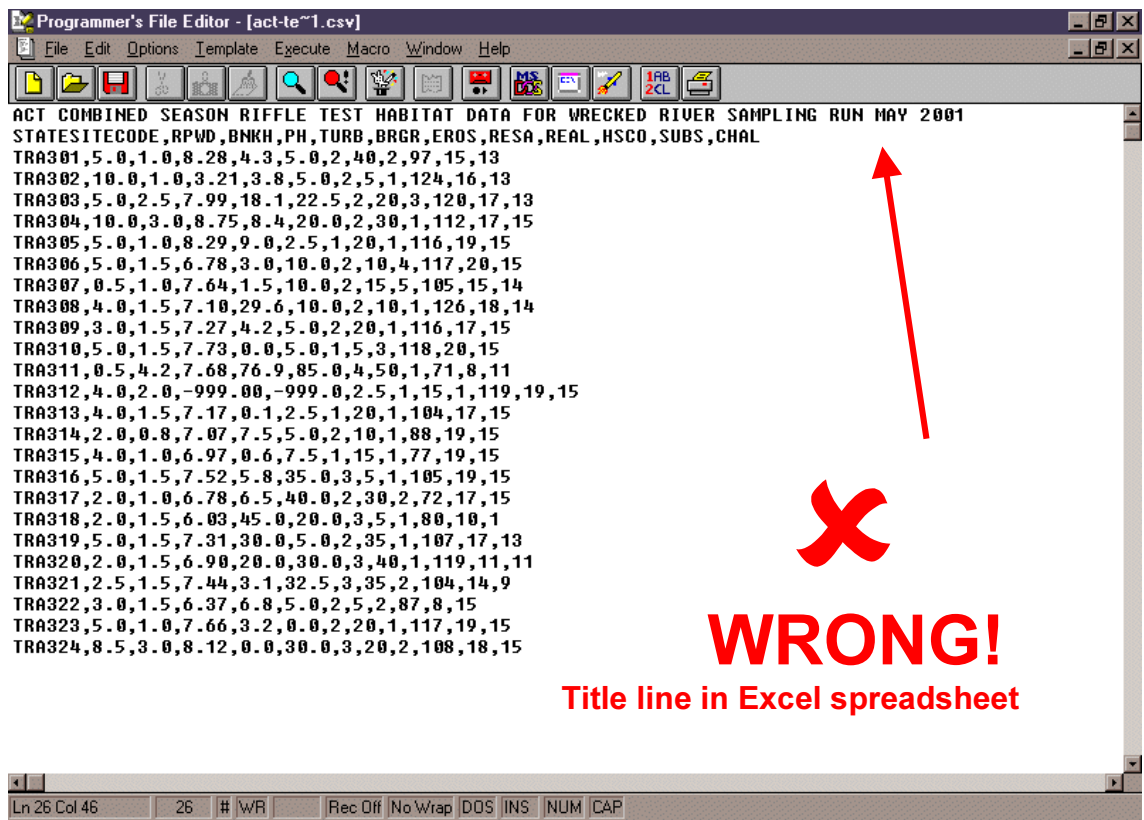 Programmer's File Editor - [act-te~1.csv]
File Edit Options Template Execute Macro Window Help
MS DOS
1AB
2CL
ACT COMBINED SEASON RIFFLE TEST HABITAT DATA FOR WRECKED RIVER SAMPLING RUN MAY 2001
STATESITECODE,RPWD,BNKH,PH,TURB,BRGR,EROS,RESA,REAL,HSCO,SUBS,CHAL
TRA301,5.0,1.0,8.28,4.3,5.0,2,40,2,97,15,13
TRA302,10.0,1.0,3.21,3.8,5.0,2,5,1,124,16,13
TRA303,5.0,2.5,7.99,18.1,22.5,2,20,3,120,17,13
TRA304,10.0,3.0,8.75,8.4,20.0,2,30,1,112,17,15
TRA305,5.0,1.0,8.29,9.0,2.5,1,20,1,116,19,15
TRA306,5.0,1.5,6.78,3.0,10.0,2,10,4,117,20,15
TRA307,0.5,1.0,7.64,1.5,10.0,2,15,5,105,15,14
TRA308,4.0,1.5,7.10,29.6,10.0,2,10,1,126,18,14
TRA309,3.0,1.5,7.27,4.2,5.0,2,20,1,116,17,15
TRA310,5.0,1.5,7.73,0.0,5.0,1,5,3,118,20,15
TRA311,0.5,4.2,7.68,76.9,85.0,4,50,1,71,8,11
TRA312,4.0,2.0,-999.00,-999.0,2.5,1,15,1,119,19,15
TRA313,4.0,1.5,7.17,0.1,2.5,1,20,1,104,17,15
TRA314,2.0,0.8,7.07,7.5,5.0,2,10,1,88,19,15
TRA315,4.0,1.0,6.97,0.6,7.5,1,15,1,77,19,15
TRA316,5.0,1.5,7.52,5.8,35.0,3,5,1,105,19,15
TRA317,2.0,1.0,6.78,6.5,40.0,2,30,2,72,17,15
TRA318,2.0,1.5,6.03,45.0,20.0,3,5,1,80,10,1
TRA319,5.0,1.5,7.31,30.0,5.0,2,35,1,107,17,13
TRA320,2.0,1.5,6.90,20.0,30.0,3,40,1,119,11,11
TRA321,2.5,1.5,7.44,3.1,32.5,3,35,2,104,14,9
TRA322,3.0,1.5,6.37,6.8,5.0,2,5,2,87,8,15
TRA323,5.0,1.0,7.66,3.2,0.0,2,20,1,117,19,15
TRA324,8.5,3.0,8.12,0.0,30.0,3,20,2,108,18,15
WRONG!
Title line in Excel spreadsheet
Ln 26 Col 46 26 # WR Rec Off No Wrap DOS INS NUM CAP